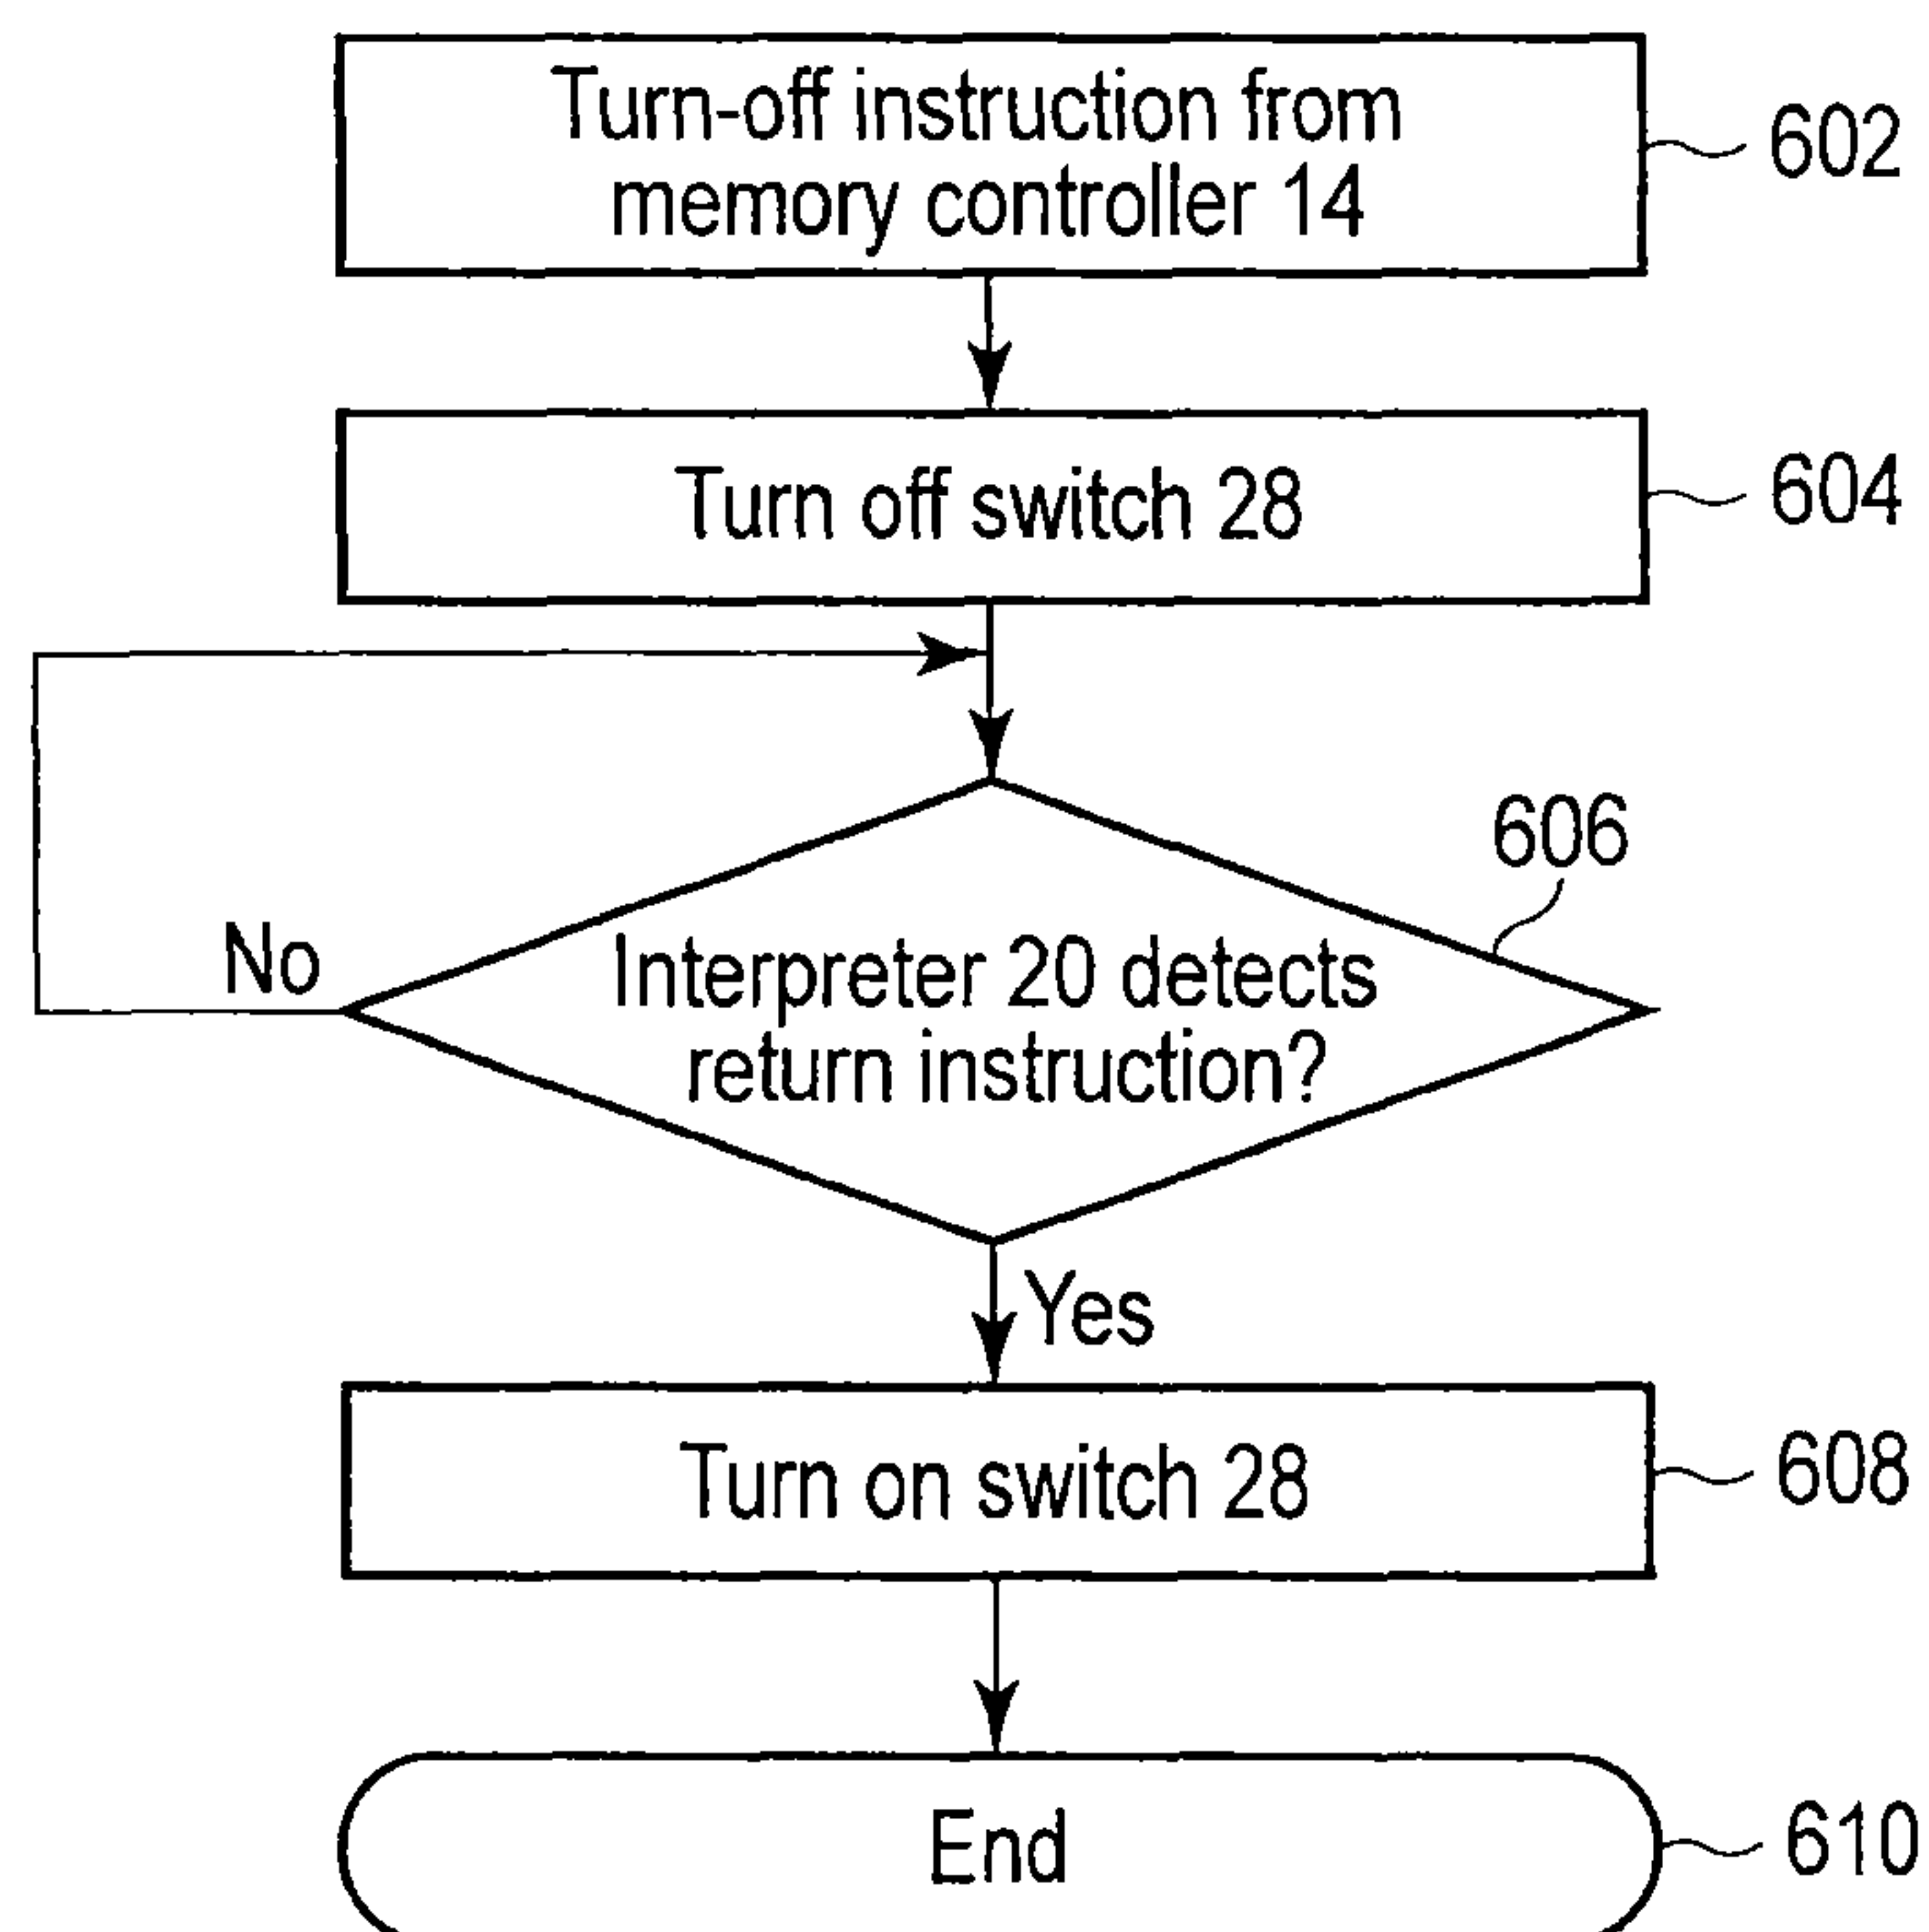 Turn-off instruction from
memory controller 14
602
Turn off switch 28
604
606
No
Interpreter 20 detects
return instruction?
Yes
Turn on switch 28
608
End
610